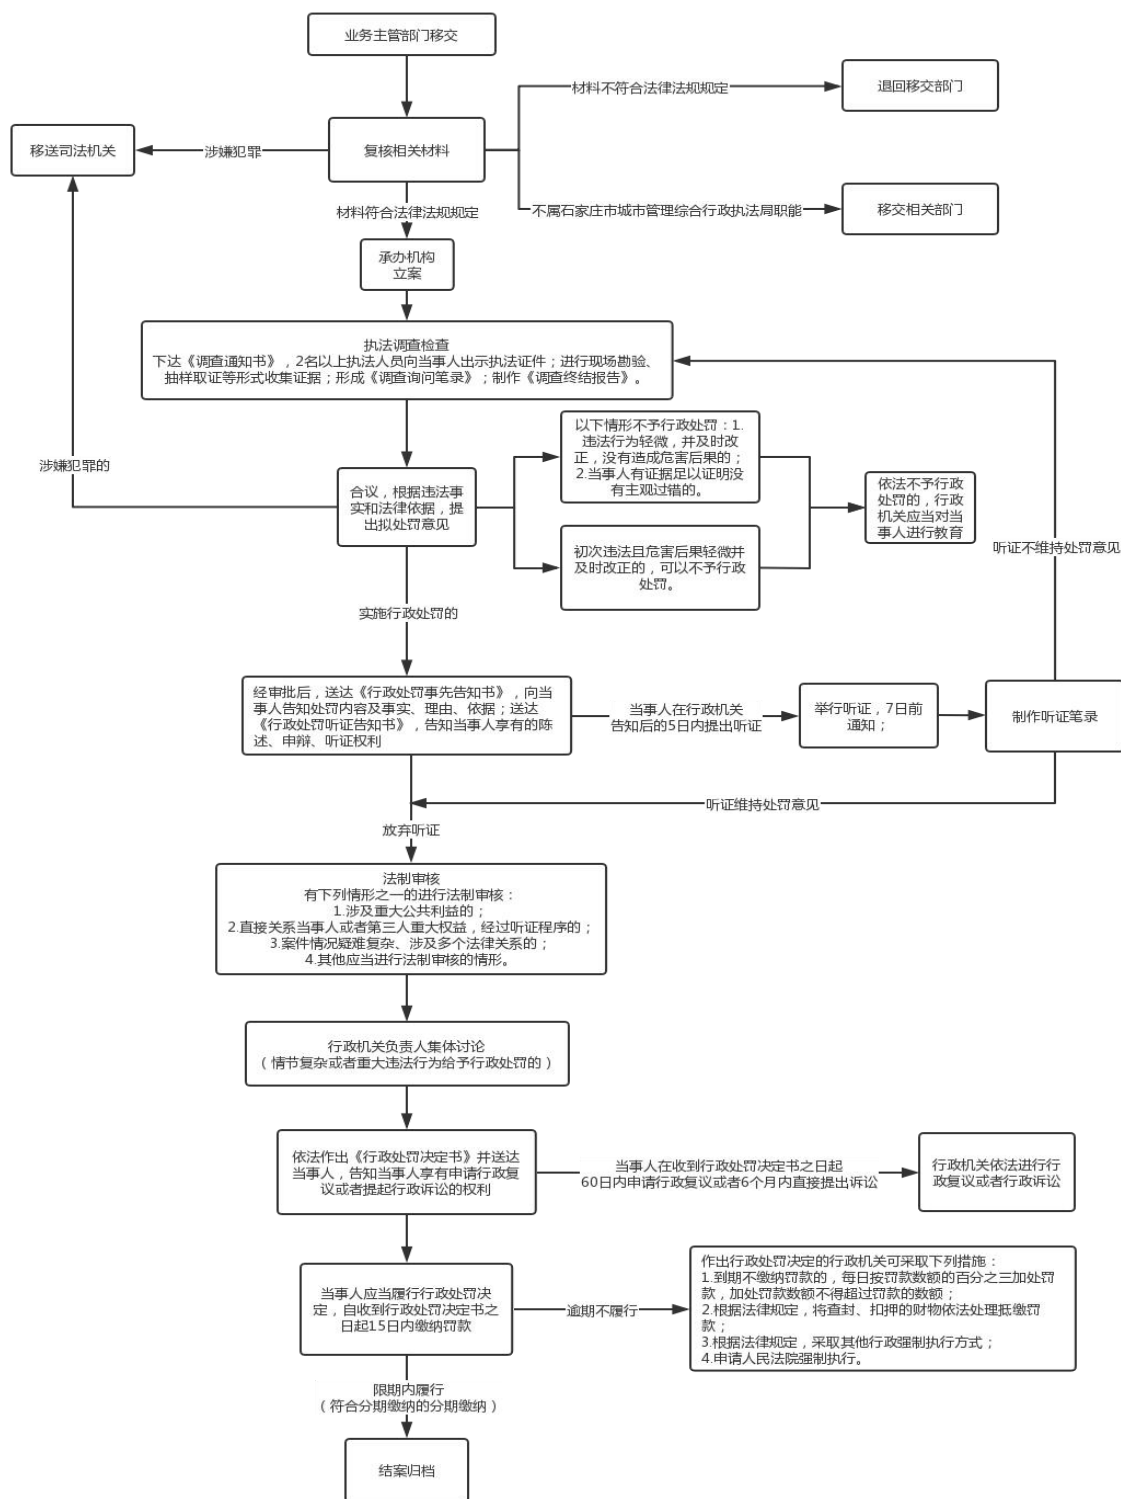 业务主管部门移交
材料不符合法律法规规定
退回移交部门
移送司法机关
涉嫌犯罪
复核相关材料
材料符合法律法规规定
不属石家庄市城市管理综合行政执法局职能
移交相关部门
承办机构
立案
执法调查检查
下达《调查通知书》，2名以上执法人员向当事人出示执法证件；进行现场勘验、
抽样取证等形式收集证据；形成《调查询问笔录》；制作《调查终结报告》。
涉嫌犯罪的
合议，根据违法事
实和法律依据，提
出拟处罚意见
以下情形不予行政处罚：1.
违法行为轻微，并及时改
正，没有造成危害后果的；
2.当事人有证据足以证明没
有主观过错的。
初次违法且危害后果轻微并
及时改正的，可以不予行政
处罚。
依法不予行政
处罚的，行政
机关应当对当
事人进行教育
听证不维持处罚意见
实施行政处罚的
经审批后，送达《行政处罚事先告知书》，向当
事人告知处罚内容及事实、理由、依据；送达
《行政处罚听证告知书》，告知当事人享有的陈
述、申辩、听证权利
当事人在行政机关
告知后的5日内提出听证
举行听证，7日前
通知；
制作听证笔录
听证维持处罚意见
放弃听证
法制审核
有下列情形之一的进行法制审核：
1.涉及重大公共利益的；
2.直接关系当事人或者第三人重大权益，经过听证程序的；
3.案件情况疑难复杂、涉及多个法律关系的；
4.其他应当进行法制审核的情形。
行政机关负责人集体讨论
（情节复杂或者重大违法行为给予行政处罚的）
依法作出《行政处罚决定书》并送达
当事人，告知当事人享有申请行政复
议或者提起行政诉讼的权利
当事人在收到行政处罚决定书之日起
60日内申请行政复议或者6个月内直接提出诉讼
行政机关依法进行行
政复议或者行政诉讼
当事人应当履行行政处罚决
定，自收到行政处罚决定书之
日起15日内缴纳罚款
逾期不履行
作出行政处罚决定的行政机关可采取下列措施：
1.到期不缴纳罚款的，每日按罚款数额的百分之三加处罚
款，加处罚款数额不得超过罚款的数额；
2.根据法律规定，将查封、扣押的财物依法处理抵缴罚
款；
3.根据法律规定，采取其他行政强制执行方式；
4.申请人民法院强制执行。
限期内履行
（符合分期缴纳的分期缴纳）
结案归档